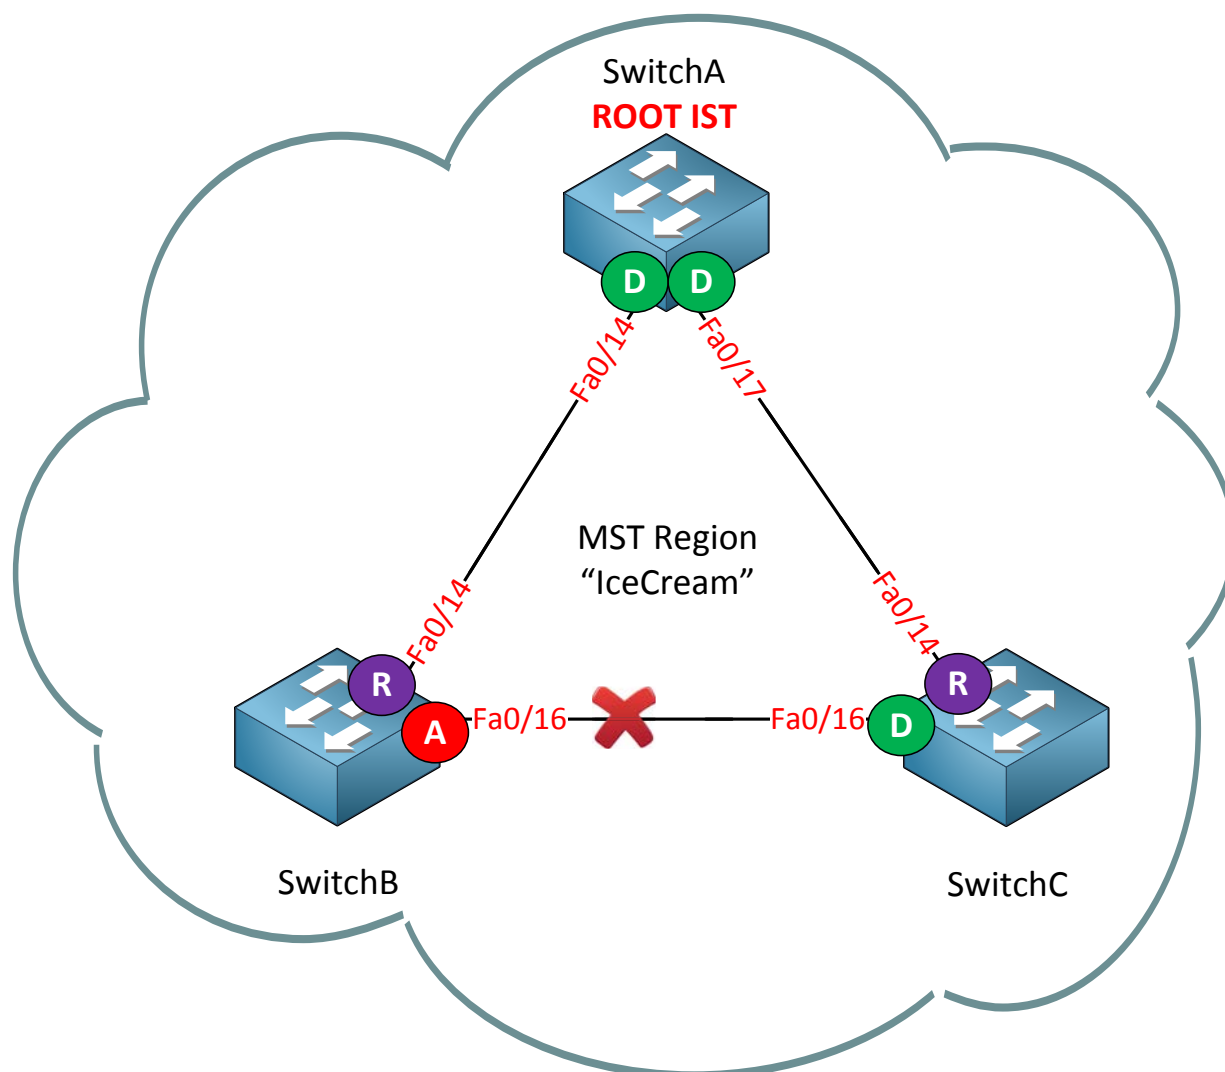 SwitchA
ROOT IST
D
D
Fa0/14
Fa0/17
MST Region
“IceCream”
Fa0/14
Fa0/14
R
R
A
Fa0/16
Fa0/16
D
SwitchB
SwitchC